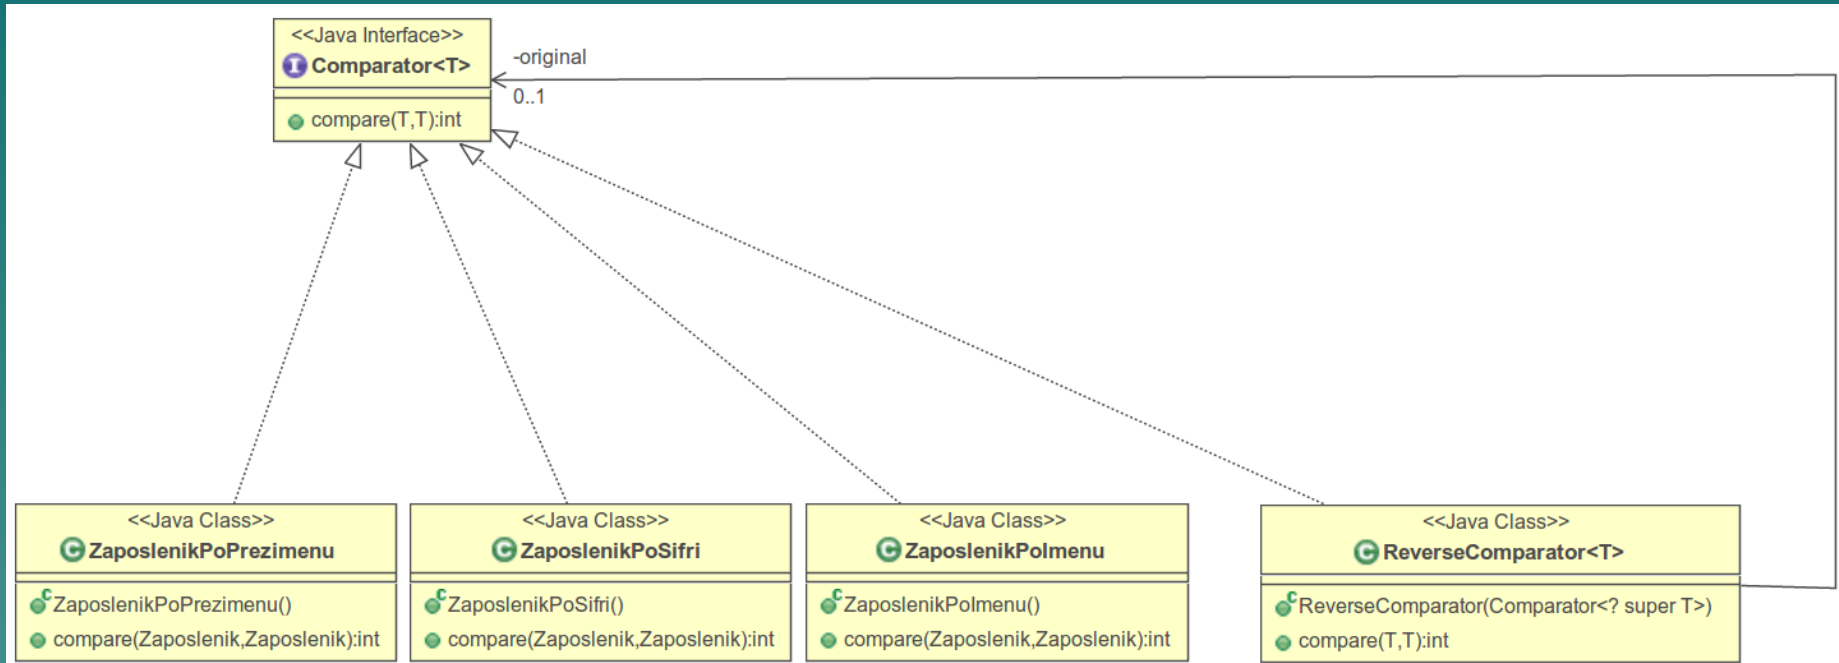 <<Java Interface>>
I Comparator<T>
compare(T,T):int
-original
0..1
<<Java Class>>
C ZaposlenikPoPrezimenu
C ZaposlenikPoPrezimenu()
compare(Zaposlenik,Zaposlenik):int
<<Java Class>>
C ZaposlenikPoSifri
C ZaposlenikPoSifri()
compare(Zaposlenik,Zaposlenik):int
<<Java Class>>
C ZaposlenikPoImenu
C ZaposlenikPoImenu()
compare(Zaposlenik,Zaposlenik):int
<<Java Class>>
C ReverseComparator<T>
C ReverseComparator(Comparator<? super T>)
compare(T,T):int